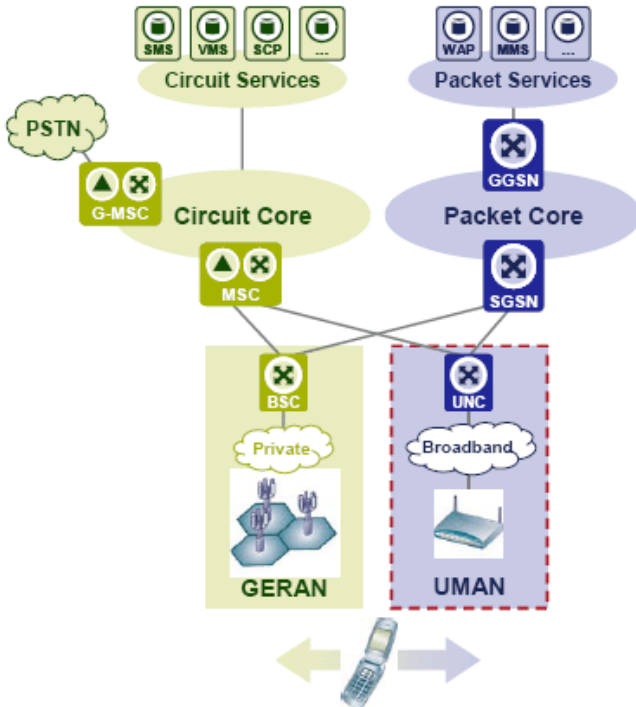 SMS
VMS
SCP
...
WAP
MMS
...
Circuit Services
Packet Services
PSTN
GGSN
G-MSC
Circuit Core
Packet Core
MSC
SGSN
BSC
UNC
Private
Broadband
GERAN
UMAN